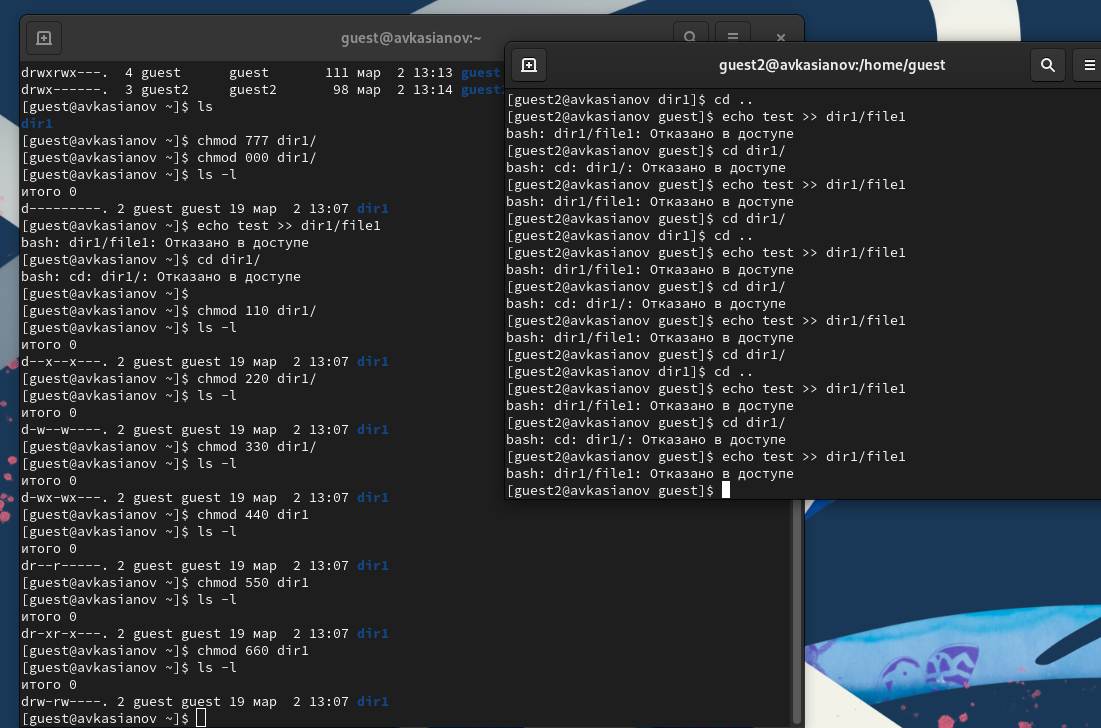 guest@avkasianov:~
drwxrwx---. 4 guest guest 111 мар 2 13:13 guest
drwx------. 3 guest2 guest2 98 мар 2 13:14 guest2
[guest@avkasianov ~]$ ls
dir1
[guest@avkasianov ~]$ chmod 777 dir1/
[guest@avkasianov ~]$ chmod 000 dir1/
[guest@avkasianov ~]$ ls -l
итого 0
d---------. 2 guest guest 19 мар 2 13:07 dir1
[guest@avkasianov ~]$ echo test >> dir1/file1
bash: dir1/file1: Отказано в доступе
[guest@avkasianov ~]$ cd dir1/
bash: cd: dir1/: Отказано в доступе
[guest@avkasianov ~]$
[guest@avkasianov ~]$ chmod 110 dir1/
[guest@avkasianov ~]$ ls -l
итого 0
d--x--x---. 2 guest guest 19 мар 2 13:07 dir1
[guest@avkasianov ~]$ chmod 220 dir1/
[guest@avkasianov ~]$ ls -l
итого 0
d-w--w----. 2 guest guest 19 мар 2 13:07 dir1
[guest@avkasianov ~]$ chmod 330 dir1/
[guest@avkasianov ~]$ ls -l
итого 0
d-wx-wx---. 2 guest guest 19 мар 2 13:07 dir1
[guest@avkasianov ~]$ chmod 440 dir1
[guest@avkasianov ~]$ ls -l
итого 0
dr--r-----. 2 guest guest 19 мар 2 13:07 dir1
[guest@avkasianov ~]$ chmod 550 dir1
[guest@avkasianov ~]$ ls -l
итого 0
dr-xr-x---. 2 guest guest 19 мар 2 13:07 dir1
[guest@avkasianov ~]$ chmod 660 dir1
[guest@avkasianov ~]$ ls -l
итого 0
drw-rw----. 2 guest guest 19 мар 2 13:07 dir1
[guest@avkasianov ~]$
guest2@avkasianov:/home/guest
[guest2@avkasianov dir1]$ cd ..
[guest2@avkasianov guest]$ echo test >> dir1/file1
bash: dir1/file1: Отказано в доступе
[guest2@avkasianov guest]$ cd dir1/
bash: cd: dir1/: Отказано в доступе
[guest2@avkasianov guest]$ echo test >> dir1/file1
bash: dir1/file1: Отказано в доступе
[guest2@avkasianov guest]$ cd dir1/
[guest2@avkasianov dir1]$ cd ..
[guest2@avkasianov guest]$ echo test >> dir1/file1
bash: dir1/file1: Отказано в доступе
[guest2@avkasianov guest]$ cd dir1/
bash: cd: dir1/: Отказано в доступе
[guest2@avkasianov guest]$ echo test >> dir1/file1
bash: dir1/file1: Отказано в доступе
[guest2@avkasianov guest]$ cd dir1/
[guest2@avkasianov dir1]$ cd ..
[guest2@avkasianov guest]$ echo test >> dir1/file1
bash: dir1/file1: Отказано в доступе
[guest2@avkasianov guest]$ cd dir1/
bash: cd: dir1/: Отказано в доступе
[guest2@avkasianov guest]$ echo test >> dir1/file1
bash: dir1/file1: Отказано в доступе
[guest2@avkasianov guest]$